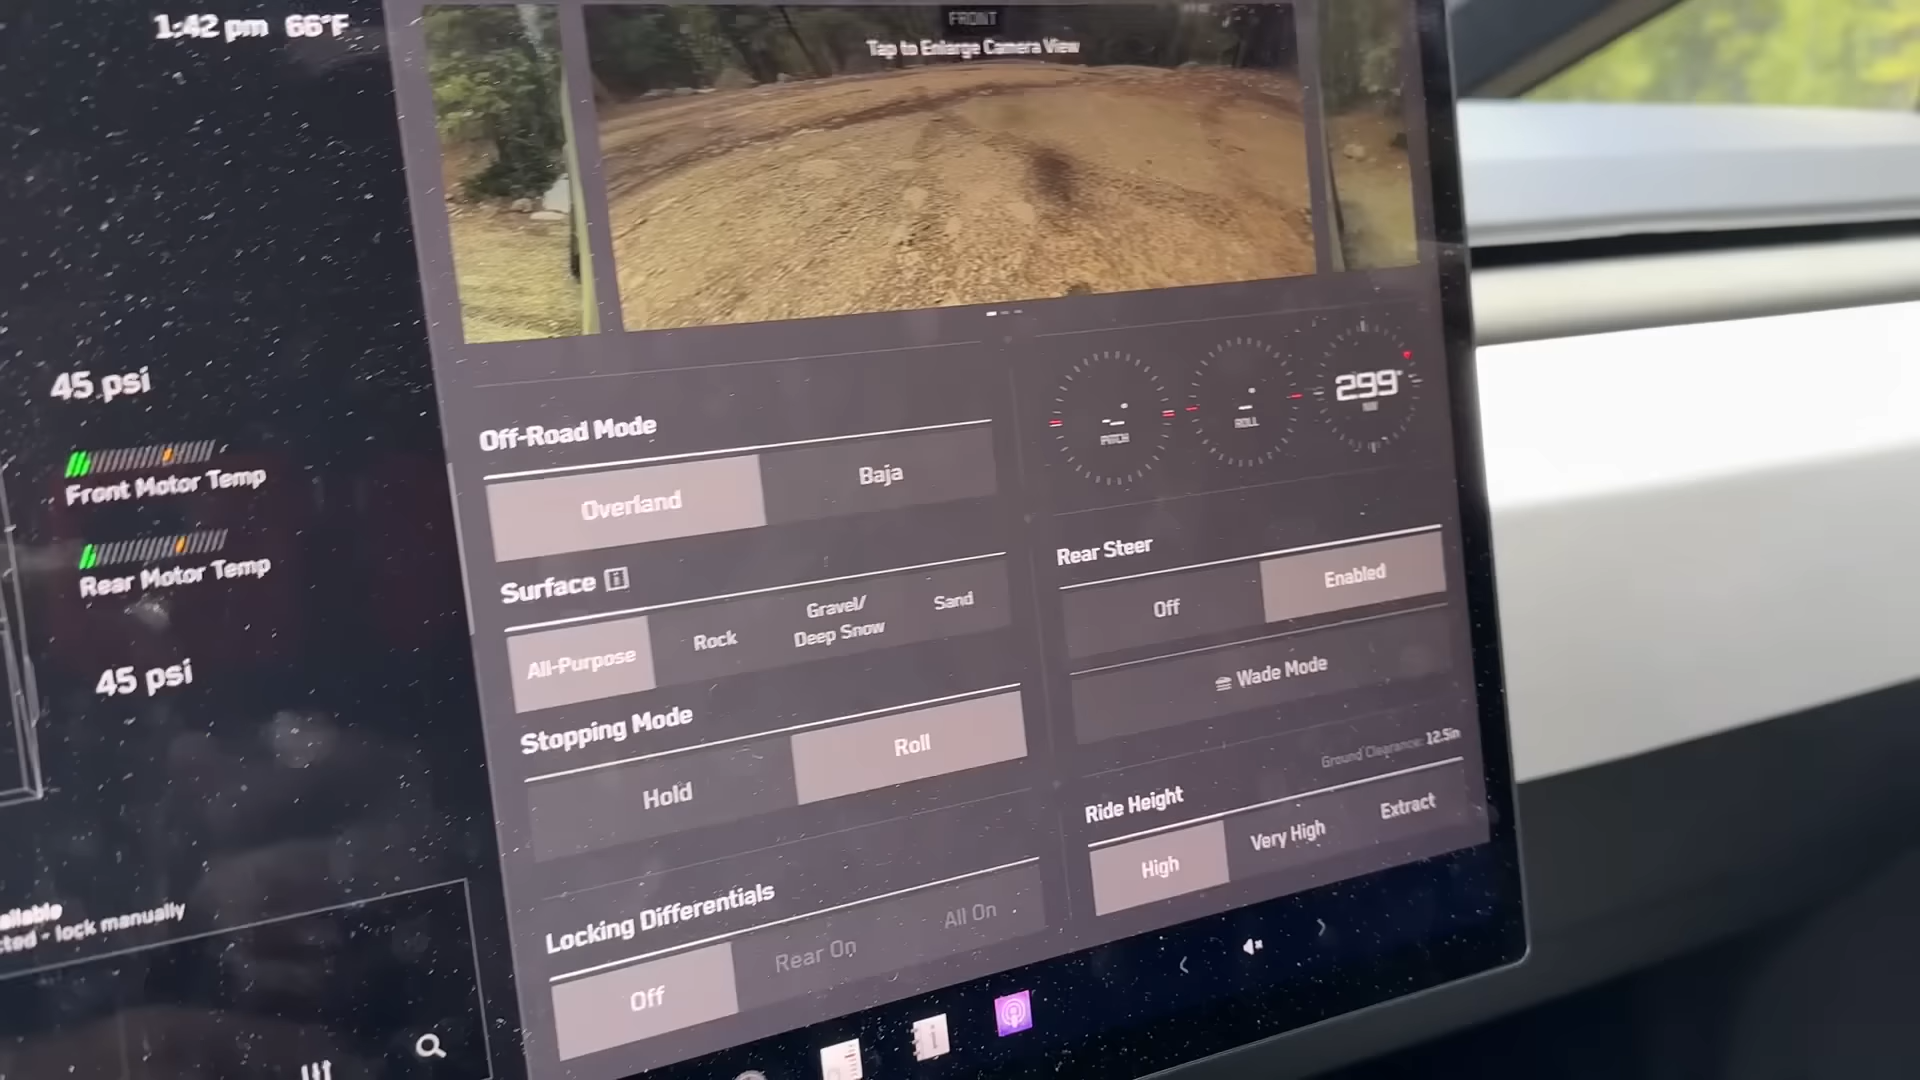 1:42 pm 66°F
FRONT
Tap to Enlarge Camera View
45 psi
Front Motor Temp
Rear Motor Temp
45 psi
lock manually
Off-Road Mode
Overland
Baja
Surface
All-Purpose
Rock
Gravel/
Deep Snow
Sand
Stopping Mode
Hold
Roll
Locking Differentials
Off
Rear On
All On
PITCH
ROLL
299°
NW
Rear Steer
Off
Enabled
Wade Mode
Ground Clearance: 12.5in
Ride Height
High
Very High
Extract